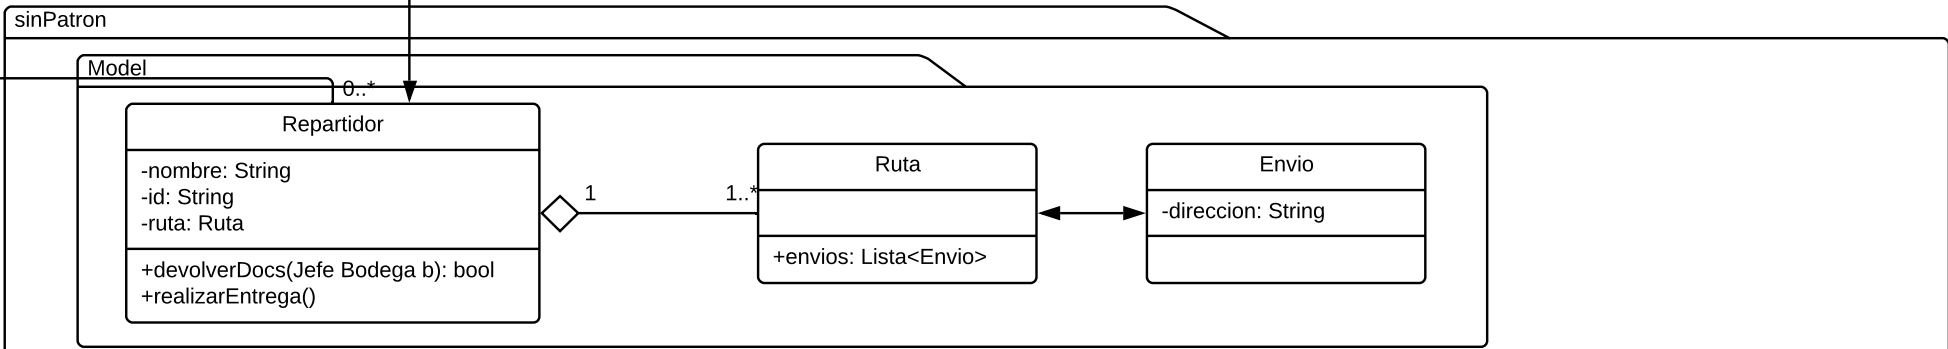 sinPatron
Model
0..*
Repartidor
-nombre: String
-id: String
-ruta: Ruta
+devolverDocs(Jefe Bodega b): bool
+realizarEntrega()
1
1..*
Ruta
+envios: Lista<Envio>
Envio
-direccion: String